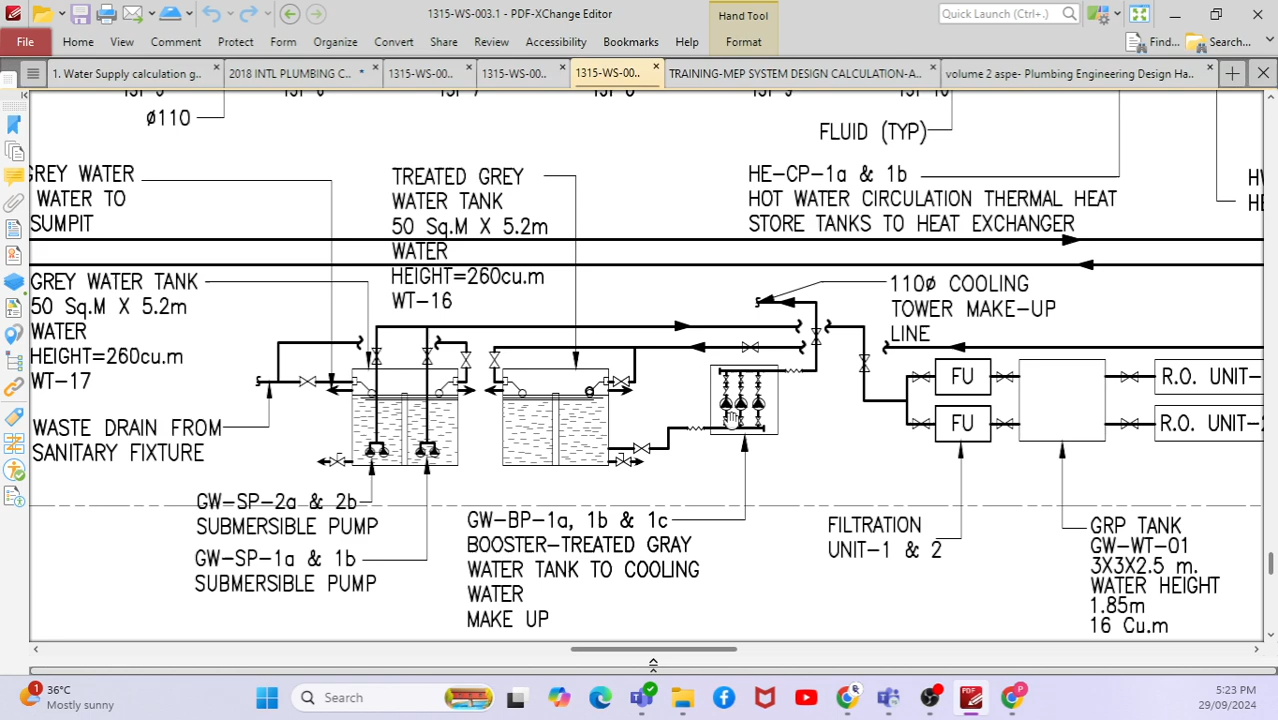 1315-WS-003.1 - PDF-XChange Editor
Hand Tool
Quick Launch (Ctrl+.)
File
Home
View
Comment
Protect
Form
Organize
Convert
Share
Review
Accessibility
Bookmarks
Help
Format
Find...
Search...
1. Water Supply calculation g..
2018 INTL PLUMBING C... *
1315-WS-00..
1315-WS-00..
1315-WS-00..
TRAINING-MEP SYSTEM DESIGN CALCULATION-A..
volume 2 aspe- Plumbing Engineering Design Ha..
Ø110
FLUID (TYP)
GREY WATER
WATER TO
SUMPIT
TREATED GREY
WATER TANK
50 Sq.M X 5.2m
WATER
HEIGHT=260cu.m
WT-16
HE-CP-1a & 1b
HOT WATER CIRCULATION THERMAL HEAT
STORE TANKS TO HEAT EXCHANGER
HE
GREY WATER TANK
50 Sq.M X 5.2m
WATER
HEIGHT=260cu.m
WT-17
110ø COOLING
TOWER MAKE-UP
LINE
FU
R.O. UNIT-
FU
R.O. UNIT-
WASTE DRAIN FROM
SANITARY FIXTURE
GW-SP-2a & 2b
SUBMERSIBLE PUMP
GW-SP-1a & 1b
SUBMERSIBLE PUMP
GW-BP-1a, 1b & 1c
BOOSTER-TREATED GRAY
WATER TANK TO COOLING
WATER
MAKE UP
FILTRATION
UNIT-1 & 2
GRP TANK
GW-WT-01
3X3X2.5 m.
WATER HEIGHT
1.85m
16 Cu.m
1
36°C
Mostly sunny
Search
5:23 PM
29/09/2024